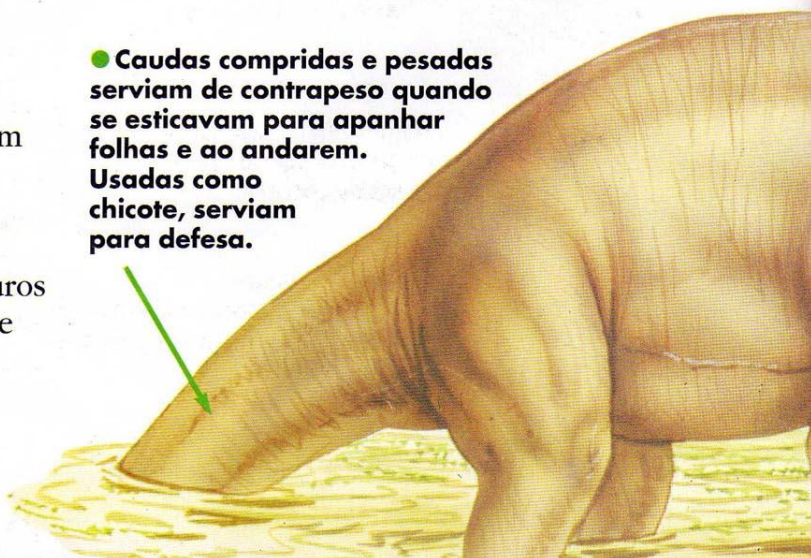 Caudas compridas e pesadas
serviam de contrapeso quando
se esticavam para apanhar
folhas e ao andarem.
Usadas como
chicote, serviam
para defesa.
m
uros
e